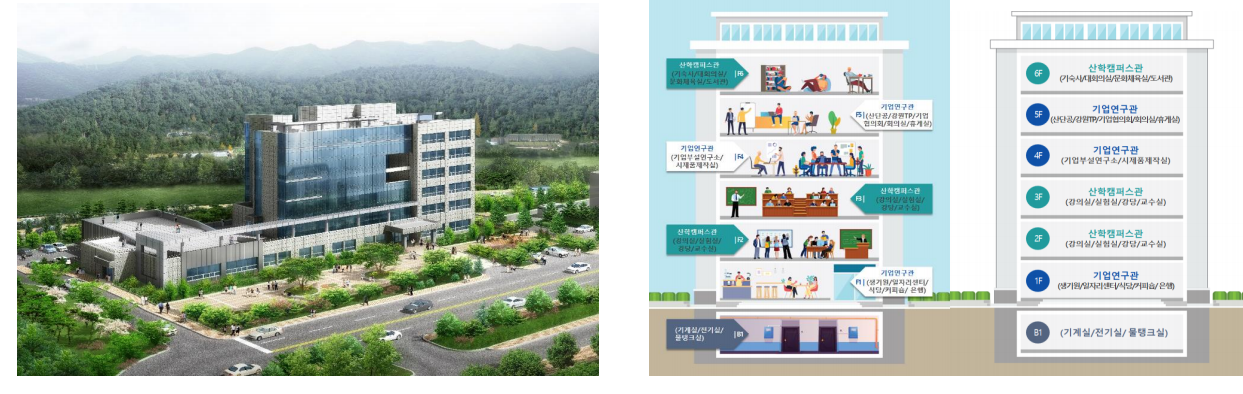 산학캠퍼스관
(기숙사/대회의실/
문화체육실/도서관)
|F6
기업연구관
F5| (산단공/강원TP/기업
협의회/회의실/휴게실)
기업연구관
(기업부설연구소/
시제품제작실)
|F4
산학캠퍼스관
F3| (강의실/실험실/
강당/교수실)
산학캠퍼스관
(강의실/실험실/
강당/교수실)
|F2
기업연구관
F1| (생기원/일자리센터/
식당/커피숍/ 은행)
(기계실/전기실/
물탱크실)
|B1
6F
산학캠퍼스관
(기숙사/대회의실/문화체육실/도서관)
5F
기업연구관
(산단공/강원TP/기업협의회/회의실/휴게실)
4F
기업연구관
(기업부설연구소/시제품제작실)
3F
산학캠퍼스관
(강의실/실험실/강당/교수실)
2F
산학캠퍼스관
(강의실/실험실/강당/교수실)
1F
기업연구관
(생기원/일자리센터/식당/커피숍/ 은행)
B1
(기계실/전기실/ 물탱크실)